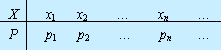 X x₁ x₂ ... xₙ ...
P p₁ p₂ ... pₙ ...